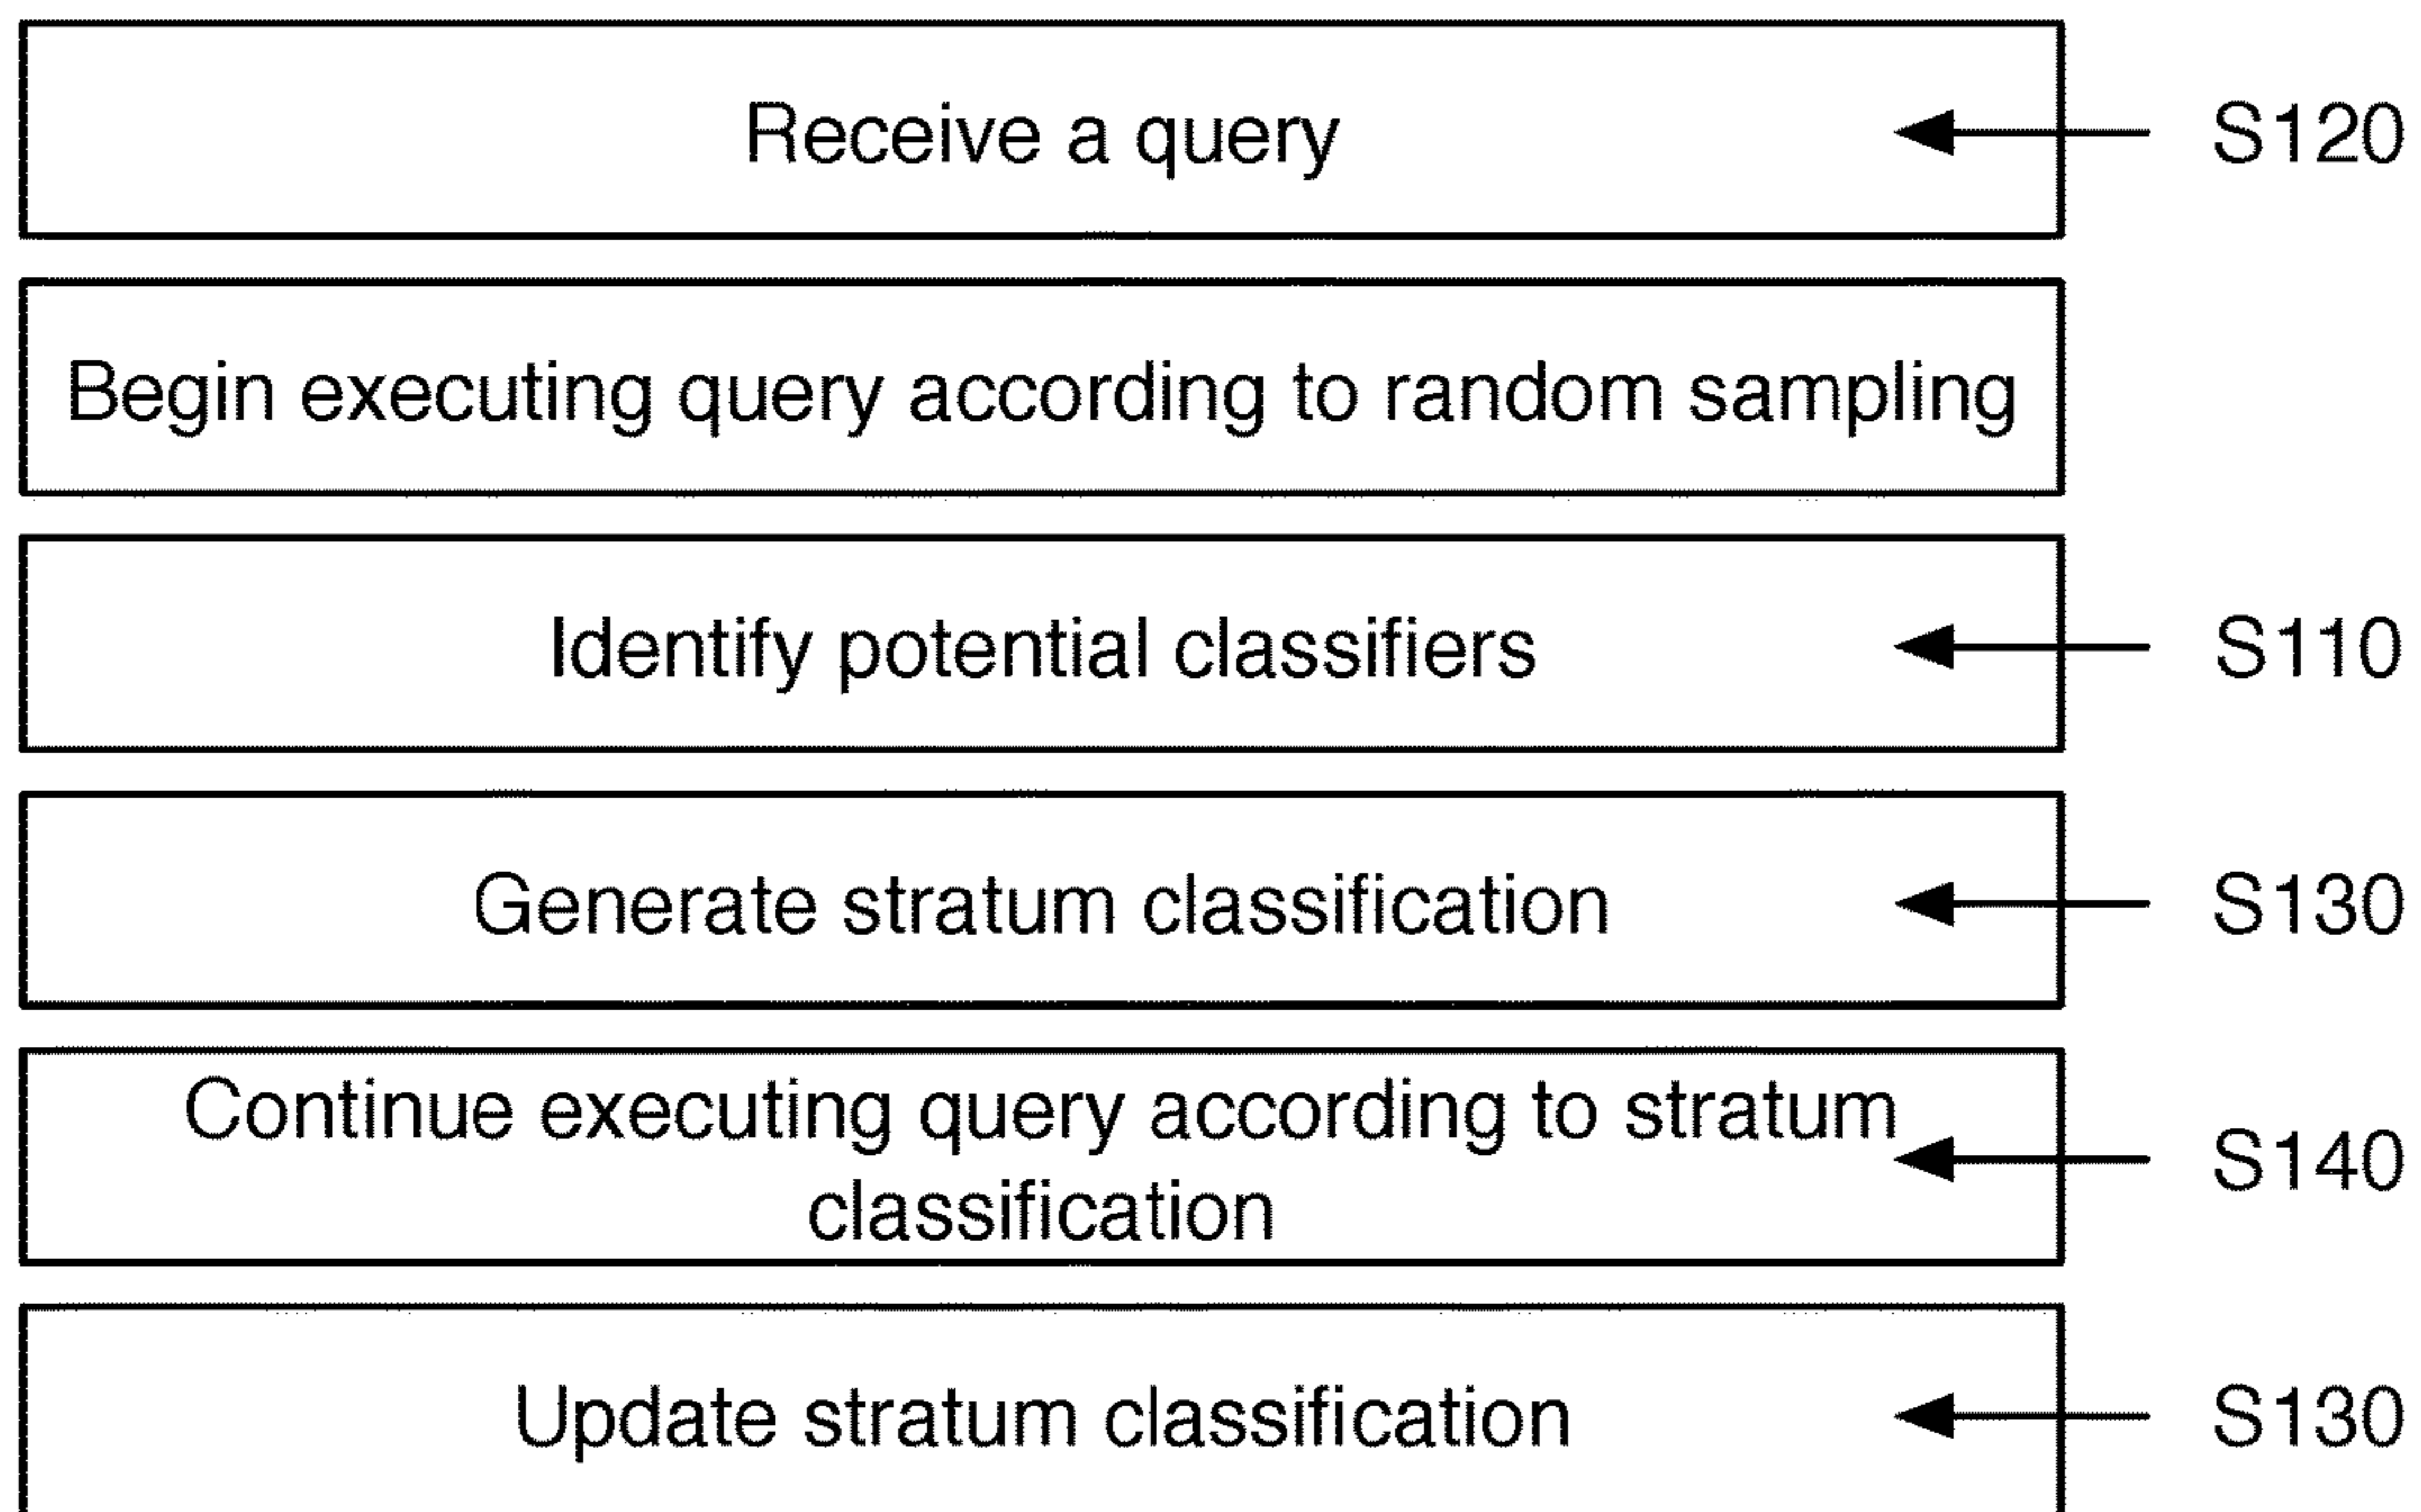 Receive a query
S120
Begin executing query according to random sampling
Identify potential classifiers
S110
Generate stratum classification
S130
Continue executing query according to stratum
classification
S140
Update stratum classification
S130